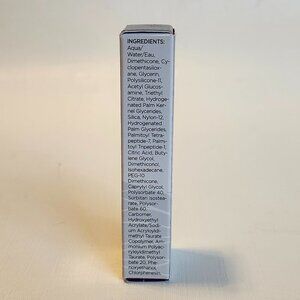 INGREDIENTS:
Aqua/
Water/Eau,
Dimethicone, Cy-
clopentasilox-
ane, Glycerin,
Polysilicone-11,
Acetyl Glucos-
amine, Triethyl
Citrate, Hydroge-
nated Palm Ker-
nel Glycerides,
Silica, Nylon-12,
Hydrogenated
Palm Glycerides,
Palmitoyl Tetra-
peptide-7, Palmi-
toyl Tripeptide-1,
Citric Acid, Buty-
lene Glycol,
Dimethiconol,
Isohexadecane,
PEG-10
Dimethicone,
Caprylyl Glycol,
Polysorbate 40,
Sorbitan Isostea-
rate, Polysor-
bate 60,
Carbomer,
Hydroxyethyl
Acrylate/Sodi-
um Acryloyldi-
methyl Taurate
Copolymer, Am-
monium Polyac-
ryloyldimethyl
Taurate, Polysor-
bate 20, Phe-
noxyethanol,
Chlorphenesin,